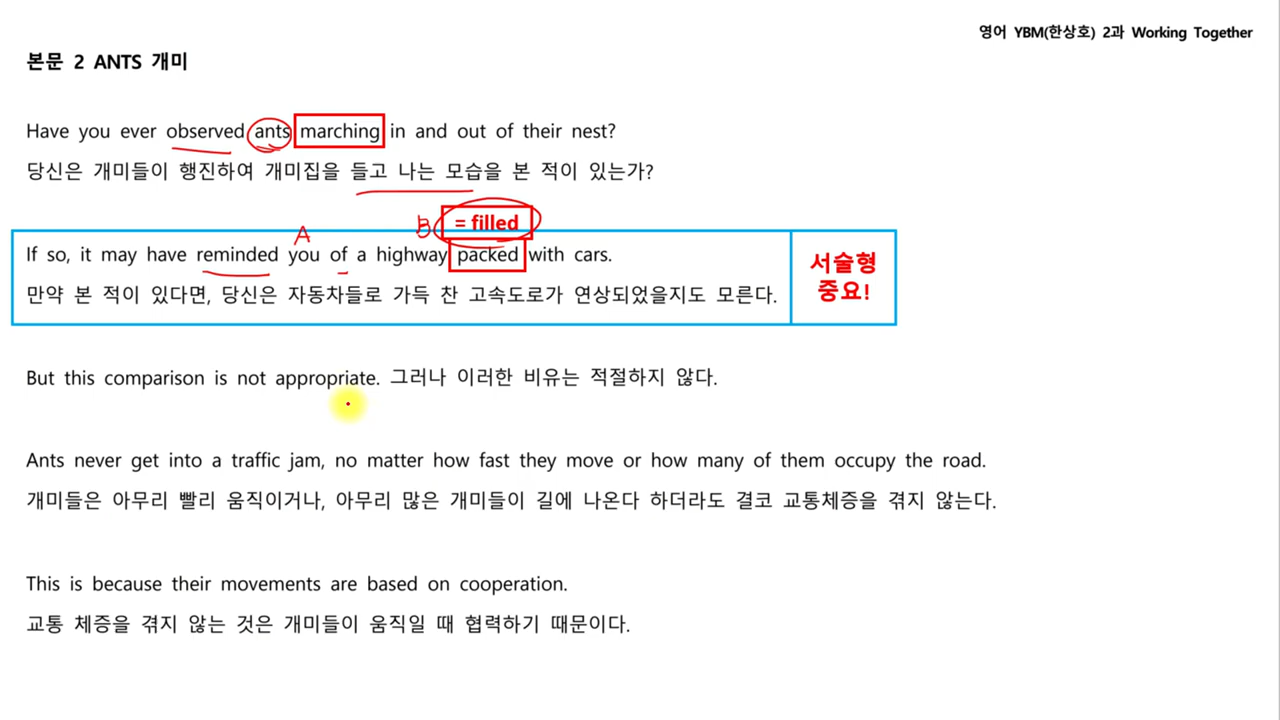 영어 YBM(한상호) 2과 Working Together
본문 2 ANTS 개미
Have you ever observed ants marching in and out of their nest?
당신은 개미들이 행진하여 개미집을 들고 나는 모습을 본 적이 있는가?
A
B
= filled
If so, it may have reminded you of a highway packed with cars.
만약 본 적이 있다면, 당신은 자동차들로 가득 찬 고속도로가 연상되었을지도 모른다.
서술형
중요!
But this comparison is not appropriate. 그러나 이러한 비유는 적절하지 않다.
Ants never get into a traffic jam, no matter how fast they move or how many of them occupy the road.
개미들은 아무리 빨리 움직이거나, 아무리 많은 개미들이 길에 나온다 하더라도 결코 교통체증을 겪지 않는다.
This is because their movements are based on cooperation.
교통 체증을 겪지 않는 것은 개미들이 움직일 때 협력하기 때문이다.